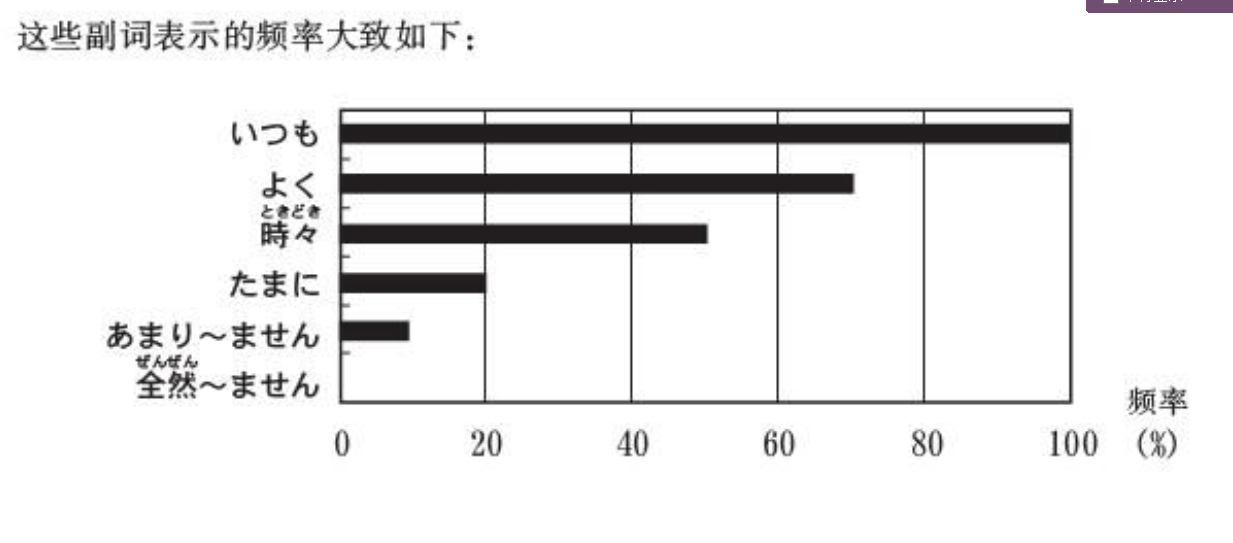 这些副词表示的频率大致如下：
いつも
よく
ときどき
時々
たまに
あまり～ません
ぜんぜん
全然～ません
0 20 40 60 80 100
频率
(%)